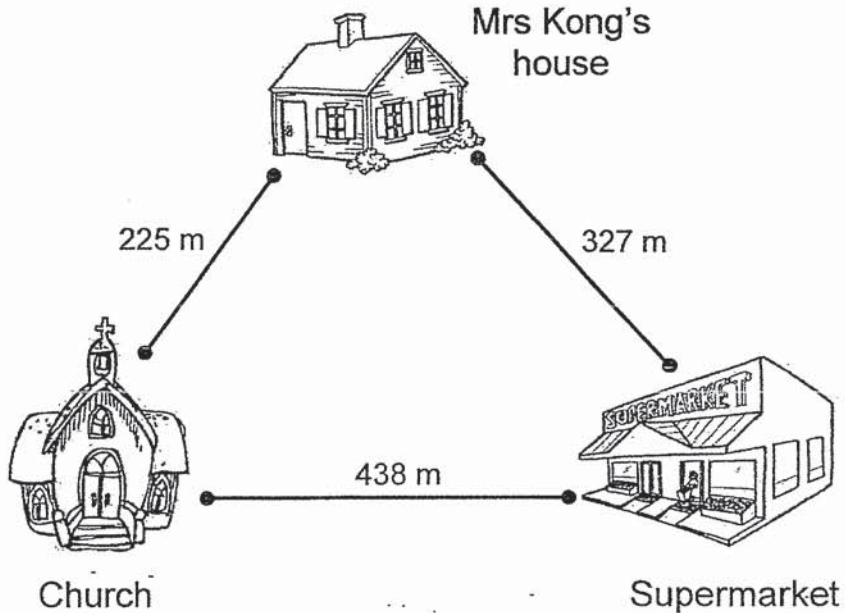 Mrs Kong's
house
225 m
327 m
SUPERMARKET
438 m
Church
Supermarket